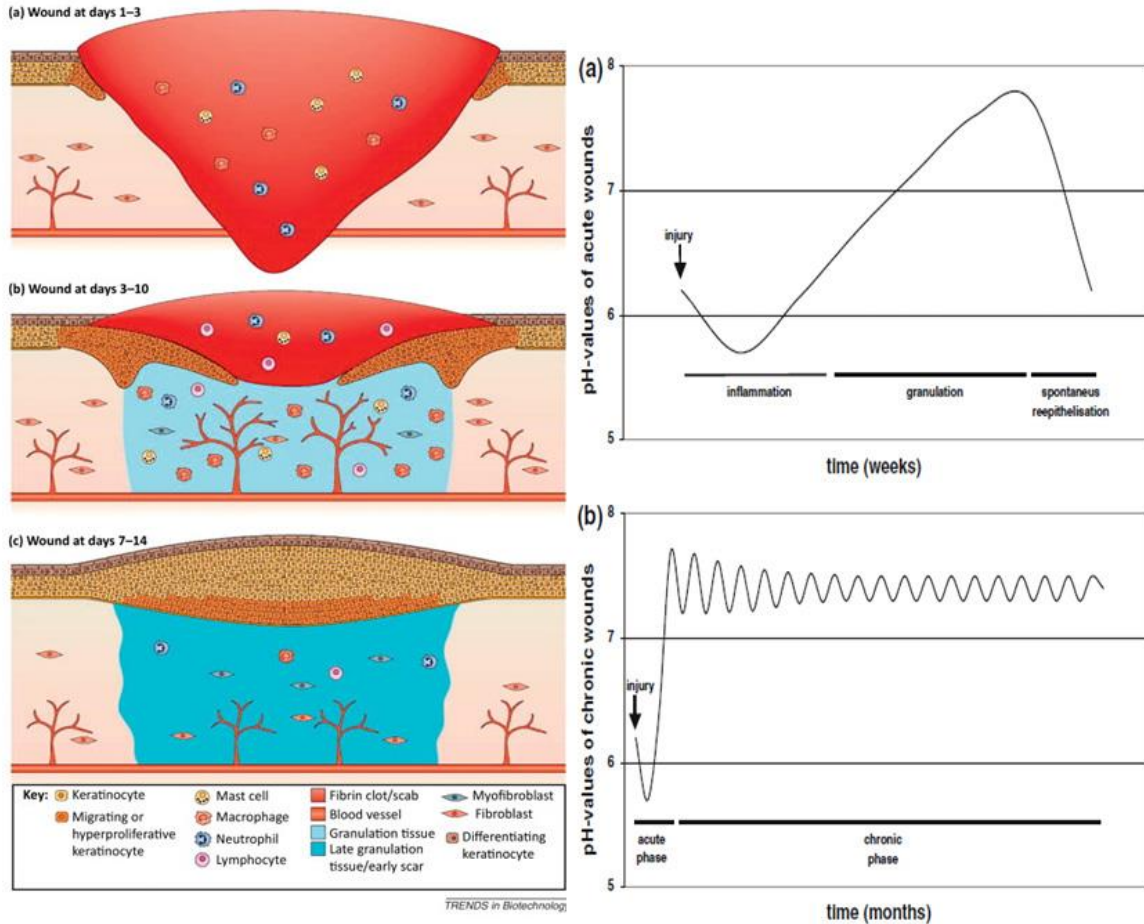 (a) Wound at days 1–3
(b) Wound at days 3–10
(c) Wound at days 7–14
Key:
Keratinocyte
Migrating or
hyperproliferative
keratinocyte
Mast cell
Macrophage
Neutrophil
Lymphocyte
Fibrin clot/scab
Blood vessel
Granulation tissue
Late granulation
tissue/early scar
Myofibroblast
Fibroblast
Differentiating
keratinocyte
TRENDS in Biotechnology
(a)
pH-values of acute wounds
8
7
6
5
injury
inflammation
granulation
spontaneus
reepithelisation
time (weeks)
(b)
pH-values of chronic wounds
8
7
6
5
injury
acute
phase
chronic
phase
time (months)